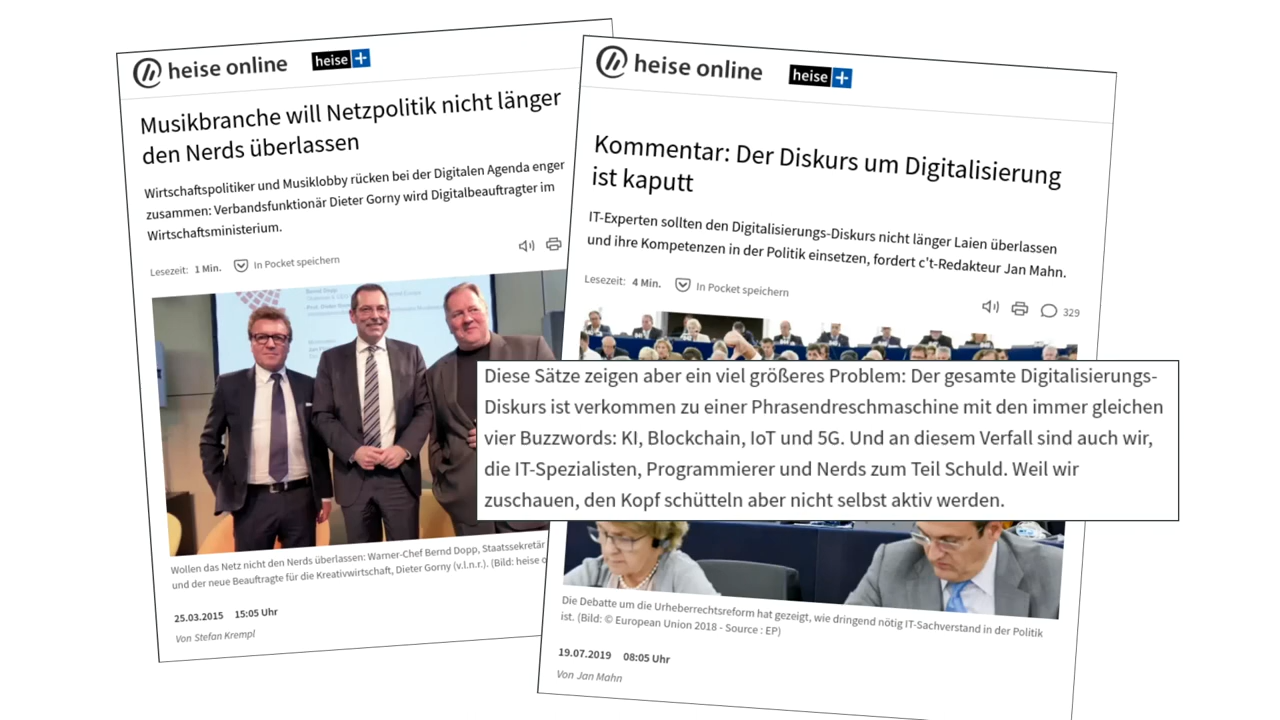 heise online heise+
Musikbranche will Netzpolitik nicht länger
den Nerds überlassen
Wirtschaftspolitiker und Musiklobby rücken bei der Digitalen Agenda enger
zusammen: Verbandsfunktionär Dieter Gorny wird Digitalbeauftragter im
Wirtschaftsministerium.
Lesezeit: 1 Min. In Pocket speichern
Wollen das Netz nicht den Nerds überlassen: Warner-Chef Bernd Dopp, Staatssekretär
und der neue Beauftragte für die Kreativwirtschaft, Dieter Gorny (v.l.n.r.). (Bild: heise o
25.03.2015 15:05 Uhr
Von Stefan Krempl
heise online heise+
Kommentar: Der Diskurs um Digitalisierung
ist kaputt
IT-Experten sollten den Digitalisierungs-Diskurs nicht länger Laien überlassen
und ihre Kompetenzen in der Politik einsetzen, fordert c't-Redakteur Jan Mahn.
Lesezeit: 4 Min. In Pocket speichern
329
Diese Sätze zeigen aber ein viel größeres Problem: Der gesamte Digitalisierungs-
Diskurs ist verkommen zu einer Phrasendreschmaschine mit den immer gleichen
vier Buzzwords: KI, Blockchain, IoT und 5G. Und an diesem Verfall sind auch wir,
die IT-Spezialisten, Programmierer und Nerds zum Teil Schuld. Weil wir
zuschauen, den Kopf schütteln aber nicht selbst aktiv werden.
Die Debatte um die Urheberrechtsreform hat gezeigt, wie dringend nötig IT-Sachverstand in der Politik
ist. (Bild: © European Union 2018 - Source : EP)
19.07.2019 08:05 Uhr
Von Jan Mahn